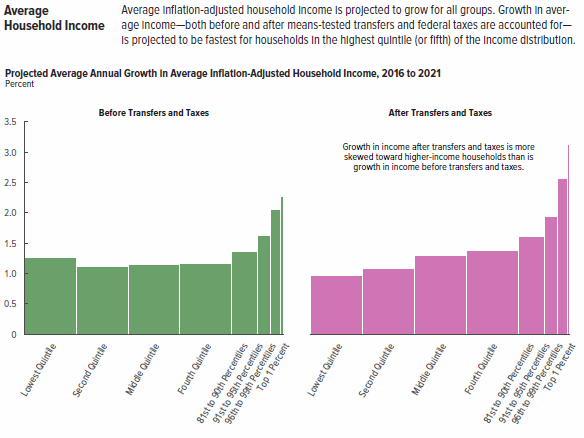 Average
Household Income
Average inflation-adjusted household income is projected to grow for all groups. Growth in aver-
age income—both before and after means-tested transfers and federal taxes are accounted for—
is projected to be fastest for households in the highest quintile (or fifth) of the income distribution.
Projected Average Annual Growth in Average Inflation-Adjusted Household Income, 2016 to 2021
Percent
Before Transfers and Taxes
After Transfers and Taxes
3.5
3.0
2.5
2.0
1.5
1.0
0.5
0
Growth in income after transfers and taxes is more
skewed toward higher-income households than is
growth in income before transfers and taxes.
Lowest Quintile
Second Quintile
Middle Quintile
Fourth Quintile
81st to 90th Percentiles
91st to 95th Percentiles
96th to 99th Percentiles
Top 1 Percent
Lowest Quintile
Second Quintile
Middle Quintile
Fourth Quintile
81st to 90th Percentiles
91st to 95th Percentiles
96th to 99th Percentiles
Top 1 Percent